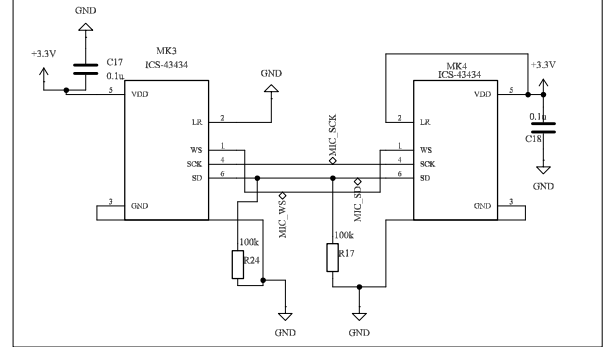 GND
+3.3V
C17
0.1u
MK3
ICS-43434
5
VDD
LR
2
WS
1
SCK
4
SD
6
3
GND
GND
MIC_SCK
MIC_WS
MIC_SD
100k
R24
100k
R17
GND
GND
MK4
ICS-43434
2
LR
VDD
5
1
WS
4
SCK
6
SD
GND
3
+3.3V
0.1u
C18
GND